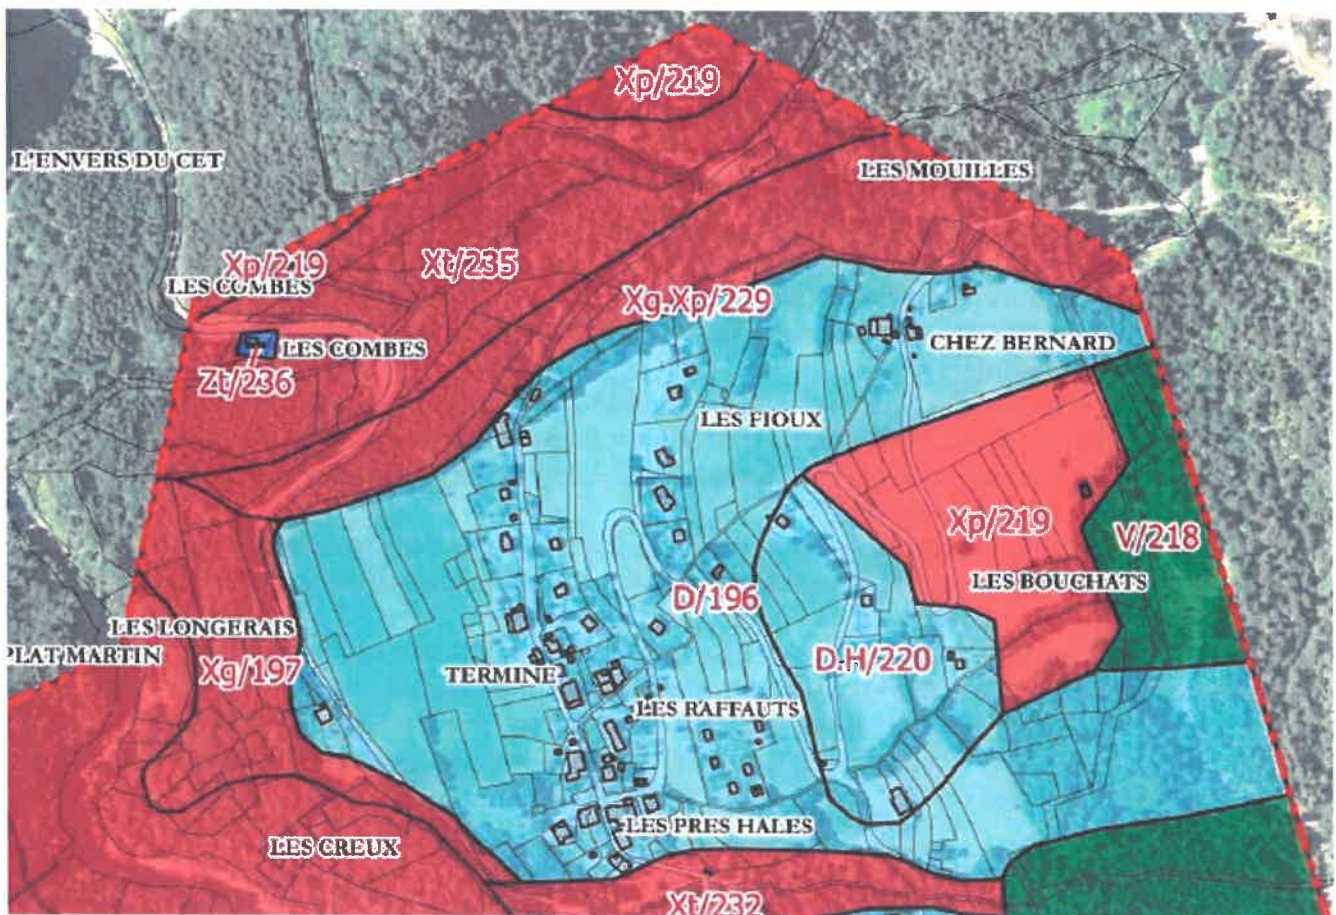 Xp/219
L'ENVERS DU CET
LES MOUILLES
Xp/219
Xt/235
LES COMBES
Xg.Xp/229
LES COMBES
CHEZ BERNARD
Zt/236
LES FIOUX
Xp/219
V/218
LES BOUCHATS
D/196
LES LONGERAIS
PLAT MARTIN
Xg/197
D.H/220
TERMINE
LES RAFFAUTS
LES PRES HALES
LES CREUX
Xt/232